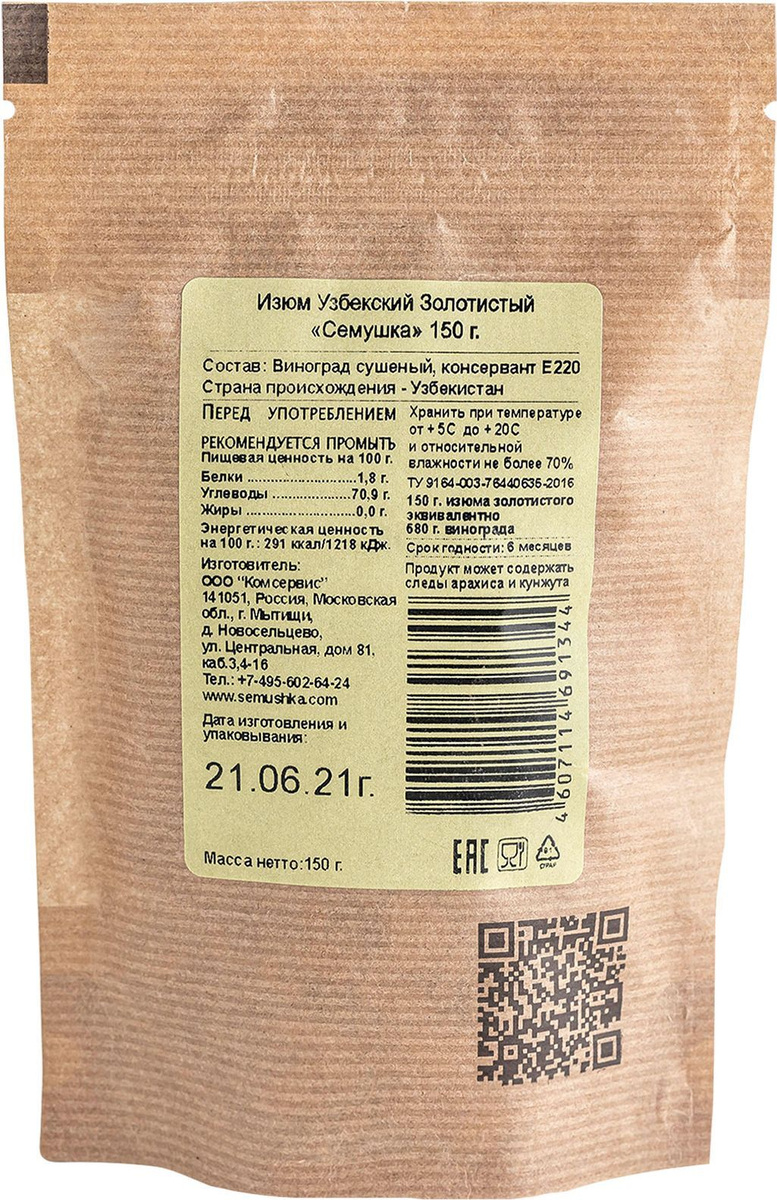 Изюм Узбекский Золотистый
«Семушка» 150 г.
Состав: Виноград сушеный, консервант Е220
Страна происхождения - Узбекистан
ПЕРЕД УПОТРЕБЛЕНИЕМ
РЕКОМЕНДУЕТСЯ ПРОМЫТЬ
Пищевая ценность на 100 г.
Белки ........................1,8 г.
Углеводы ..................70,9 г.
Жиры ........................0,0 г.
Энергетическая ценность
на 100 г.: 291 ккал/1218 кДж.
Изготовитель:
ООО "Комсервис"
141051, Россия, Московская
обл., г. Мытищи,
д. Новосельцево,
ул. Центральная, дом 81,
каб.3,4-16
Тел.: +7-495-602-64-24
www.semushka.com
Дата изготовления и
упаковывания:
21.06.21г.
Масса нетто:150 г.
Хранить при температуре
от + 5С до + 20С
и относительной
влажности не более 70%
ТУ 9164-003-76440635-2016
150 г. изюма золотистого
эквивалентно
680 г. винограда
Срок годности: 6 месяцев
Продукт может содержать
следы арахиса и кунжута
4607114691344
ЕАС